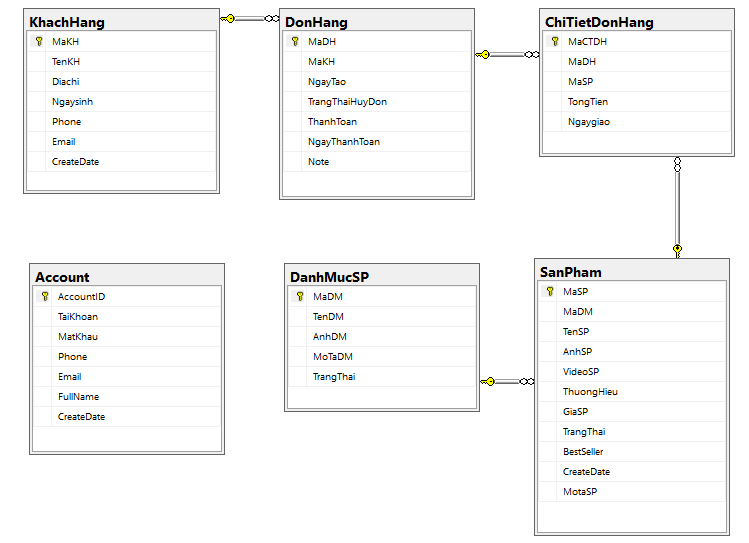 KhachHang
MaKH
TenKH
Diachi
Ngaysinh
Phone
Email
CreateDate
DonHang
MaDH
MaKH
NgayTao
TrangThaiHuyDon
ThanhToan
NgayThanhToan
Note
ChiTietDonHang
MaCTDH
MaDH
MaSP
TongTien
Ngaygiao
Account
AccountID
TaiKhoan
MatKhau
Phone
Email
FullName
CreateDate
DanhMucSP
MaDM
TenDM
AnhDM
MoTaDM
TrangThai
SanPham
MaSP
MaDM
TenSP
AnhSP
VideoSP
ThuongHieu
GiaSP
TrangThai
BestSeller
CreateDate
MotaSP